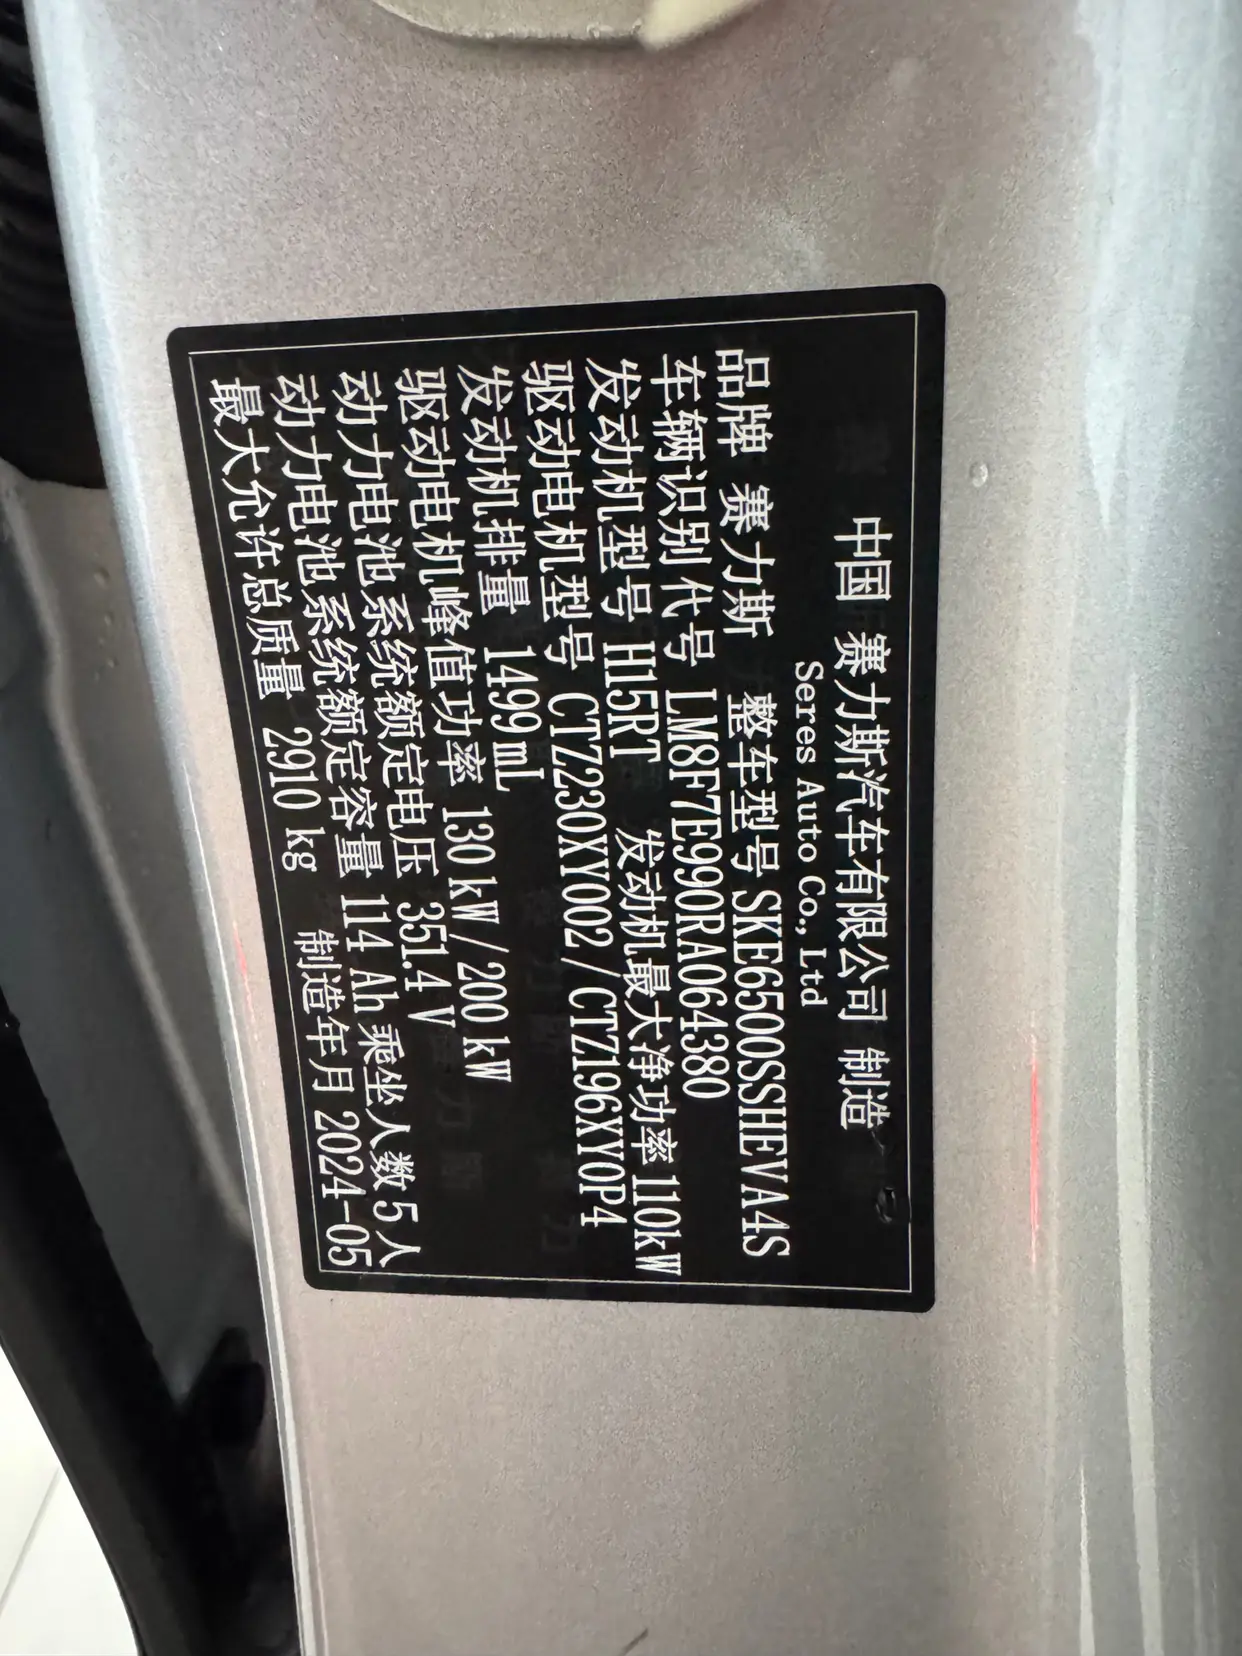 中国 赛力斯汽车有限公司 制造
Seres Auto Co., Ltd
品牌 赛力斯 整车型号 SKE6500SSHEVA4S
车辆识别代号 LM8F7E990RA064380
发动机型号 H15RT 发动机最大净功率 110kW
驱动电机型号 CTZ230XY002/CTZ196XY0P4
发动机排量 1499 mL
驱动电机峰值功率 130 kW/200 kW
动力电池系统额定电压 351.4 V
动力电池系统额定容量 114 Ah 乘坐人数 5 人
最大允许总质量 2910 kg 制造年月 2024-05